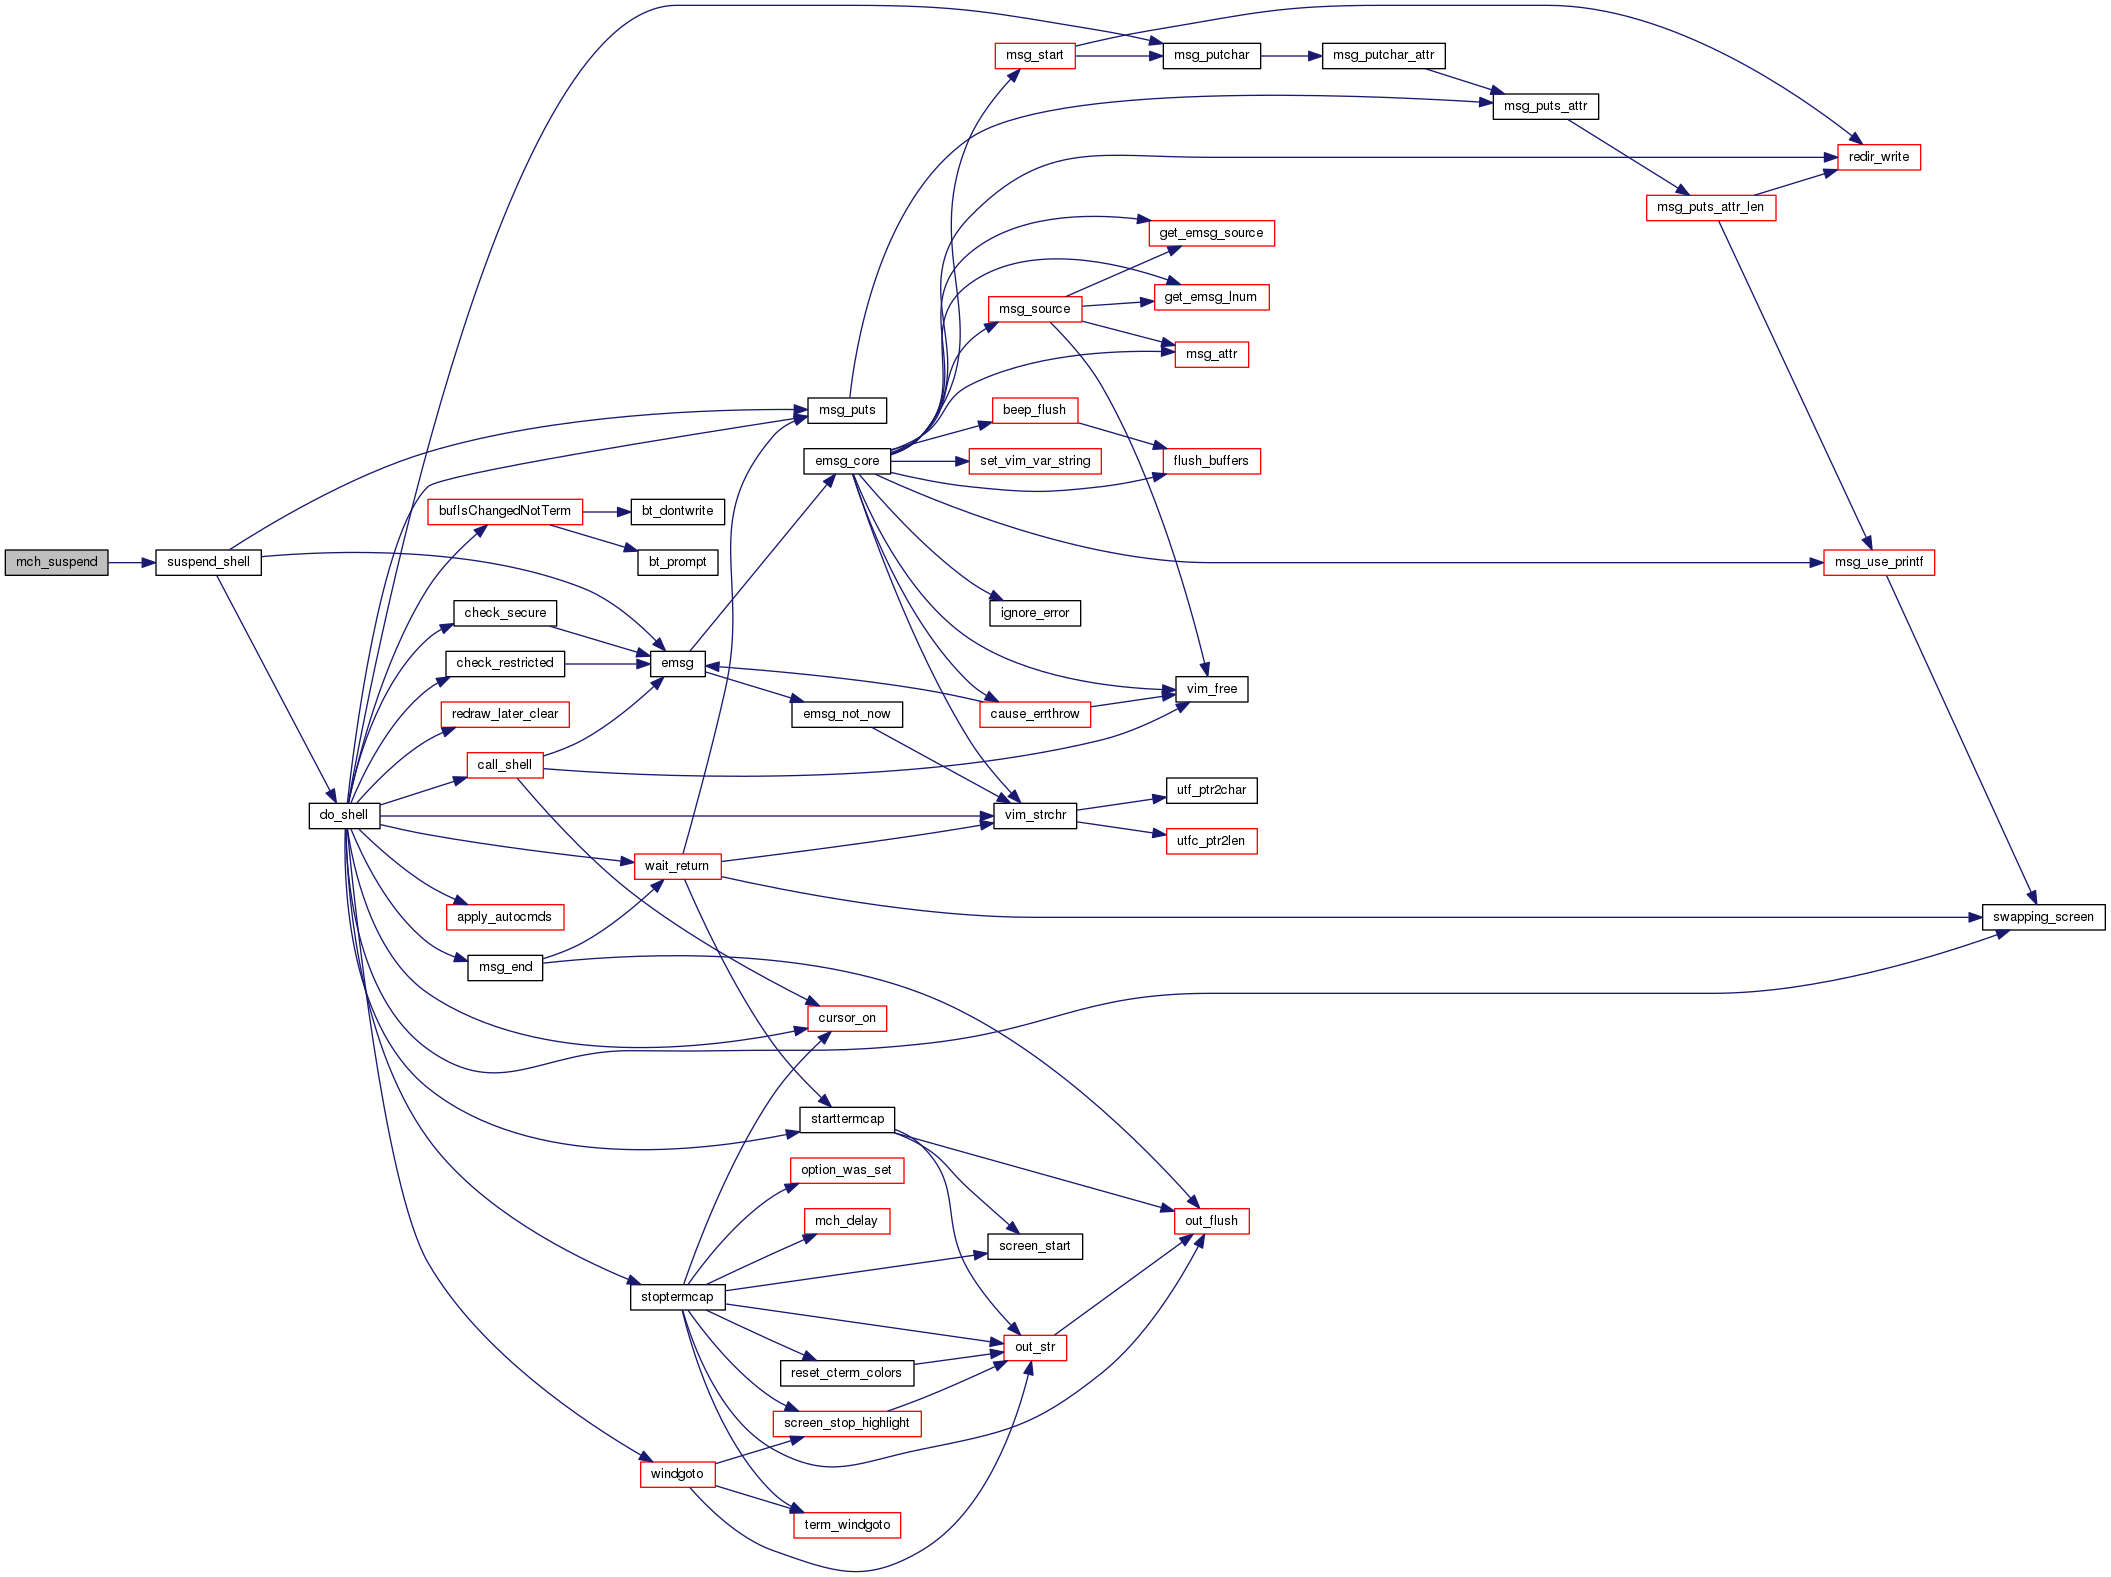 msg_start
msg_putchar
msg_putchar_attr
msg_puts_attr
redir_write
msg_puts_attr_len
get_emsg_source
get_emsg_lnum
msg_source
msg_attr
msg_puts
beep_flush
emsg_core
set_vim_var_string
flush_buffers
bufIsChangedNotTerm
bt_dontwrite
mch_suspend
suspend_shell
bt_prompt
msg_use_printf
check_secure
ignore_error
check_restricted
emsg
vim_free
redraw_later_clear
emsg_not_now
cause_errthrow
call_shell
utf_ptr2char
do_shell
vim_strchr
utfc_ptr2len
wait_return
apply_autocmds
swapping_screen
msg_end
cursor_on
starttermcap
option_was_set
mch_delay
out_flush
screen_start
stoptermcap
out_str
reset_cterm_colors
screen_stop_highlight
windgoto
term_windgoto